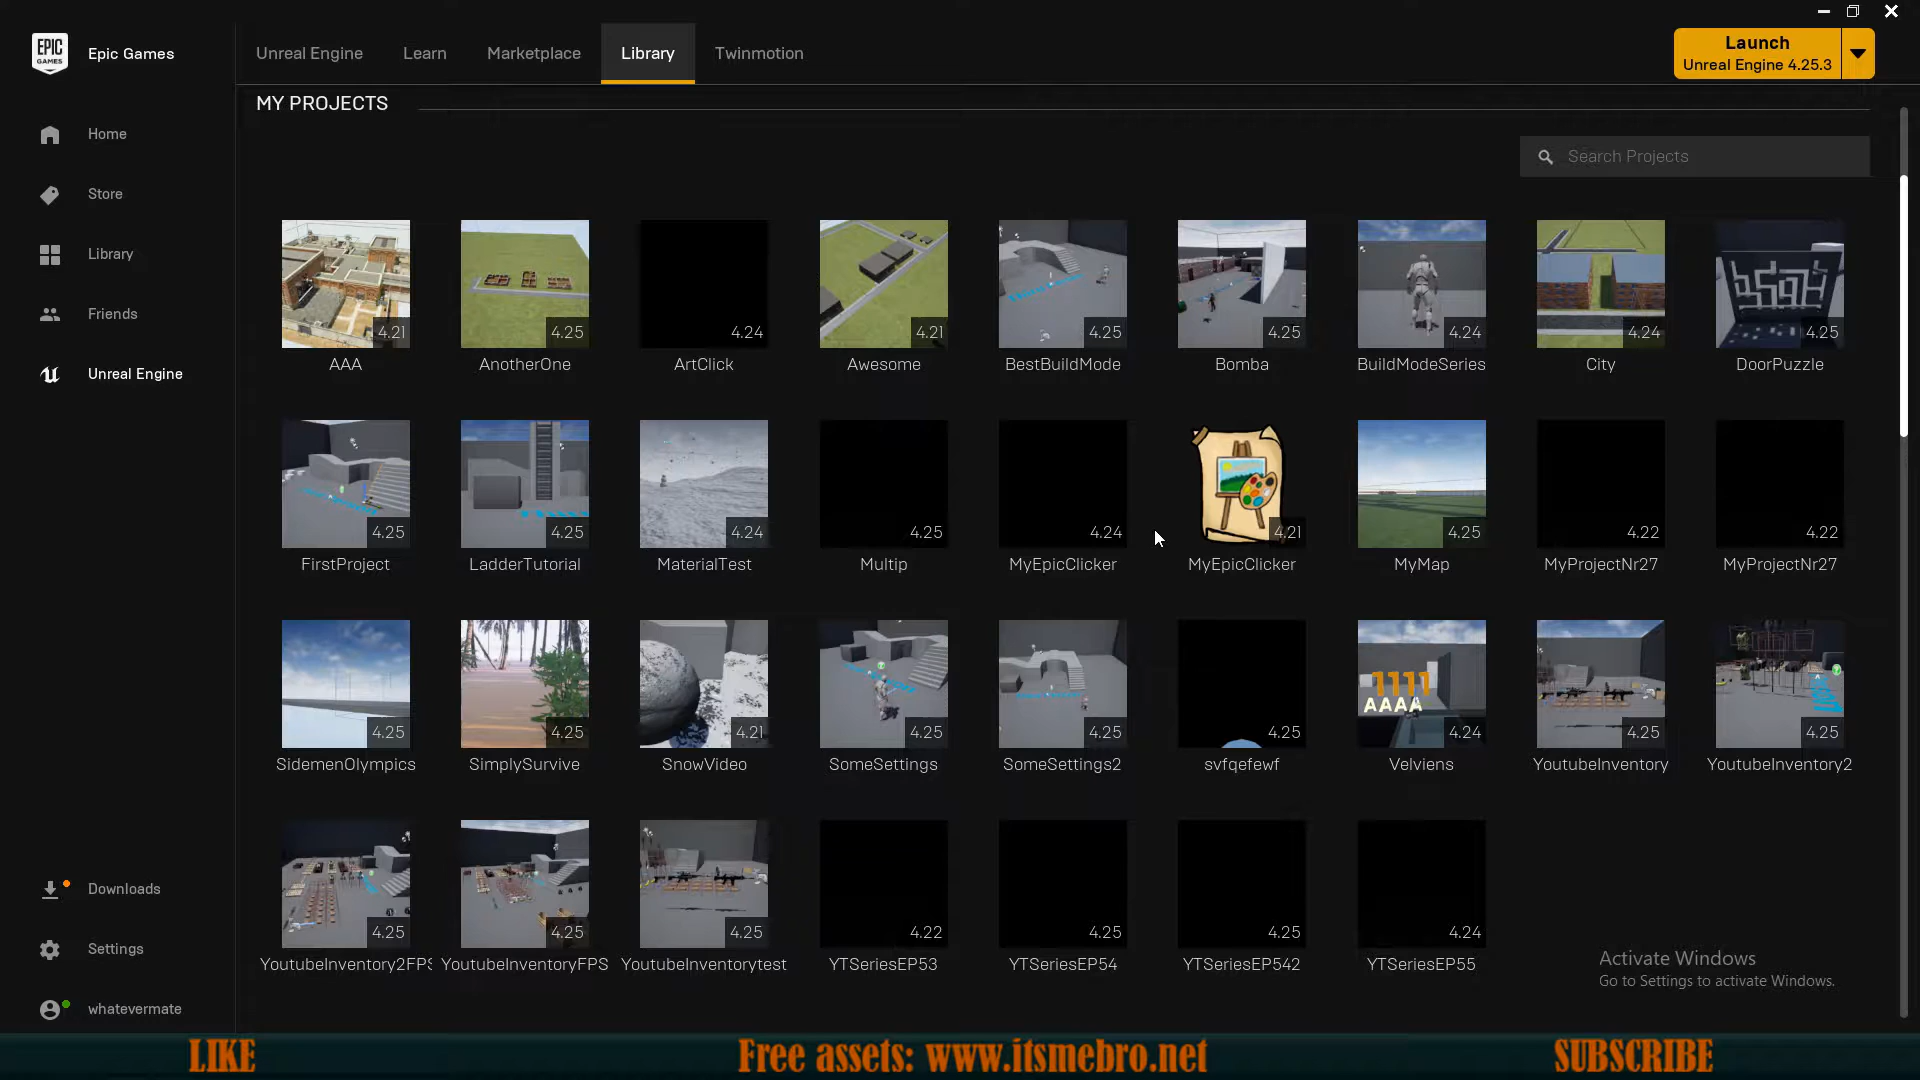 EPIC GAMES
Epic Games
Unreal Engine
Learn
Marketplace
Library
Twinmotion
Launch
Unreal Engine 4.25.3
MY PROJECTS
Search Projects
Home
Store
Library
Friends
Unreal Engine
4.21
4.25
4.24
4.21
4.25
4.25
4.24
4.24
4.25
AAA
AnotherOne
ArtClick
Awesome
BestBuildMode
Bomba
BuildModeSeries
City
DoorPuzzle
4.25
4.25
4.24
4.25
4.24
4.21
4.25
4.22
4.22
FirstProject
LadderTutorial
MaterialTest
Multip
MyEpicClicker
MyEpicClicker
MyMap
MyProjectNr27
MyProjectNr27
1111
AAAA
4.25
4.25
4.21
4.25
4.25
4.25
4.24
4.25
4.25
SidemenOlympics
SimplySurvive
SnowVideo
SomeSettings
SomeSettings2
svfqefewf
Velviens
YoutubeInventory
YoutubeInventory2
4.25
4.25
4.25
4.22
4.25
4.25
4.24
YoutubeInventory2FPS
YoutubeInventoryFPS
YoutubeInventorytest
YTSeriesEP53
YTSeriesEP54
YTSeriesEP542
YTSeriesEP55
Downloads
Settings
whatevermate
Activate Windows
Go to Settings to activate Windows.
LIKE
Free assets: www.itsmebro.net
SUBSCRIBE